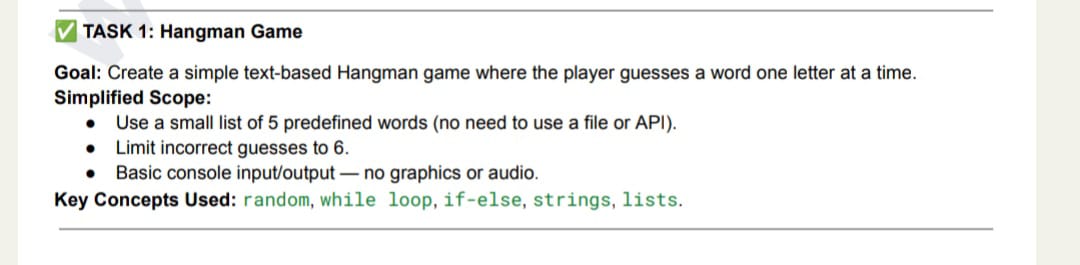 ✅ TASK 1: Hangman Game
Goal: Create a simple text-based Hangman game where the player guesses a word one letter at a time.
Simplified Scope:
● Use a small list of 5 predefined words (no need to use a file or API).
● Limit incorrect guesses to 6.
● Basic console input/output — no graphics or audio.
Key Concepts Used: random, while loop, if-else, strings, lists.